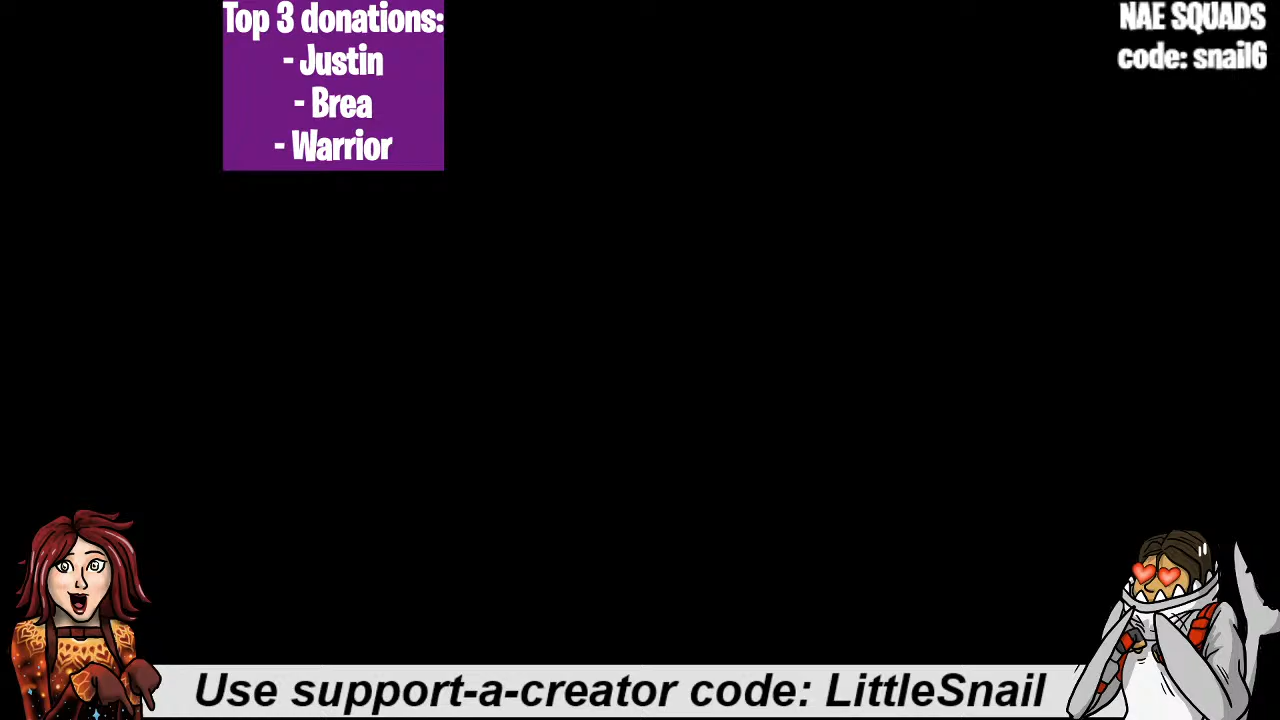 Top 3 donations:
- Justin
- Brea
- Warrior
NAE SQUADS
code: snail6
Use support-a-creator code: LittleSnail